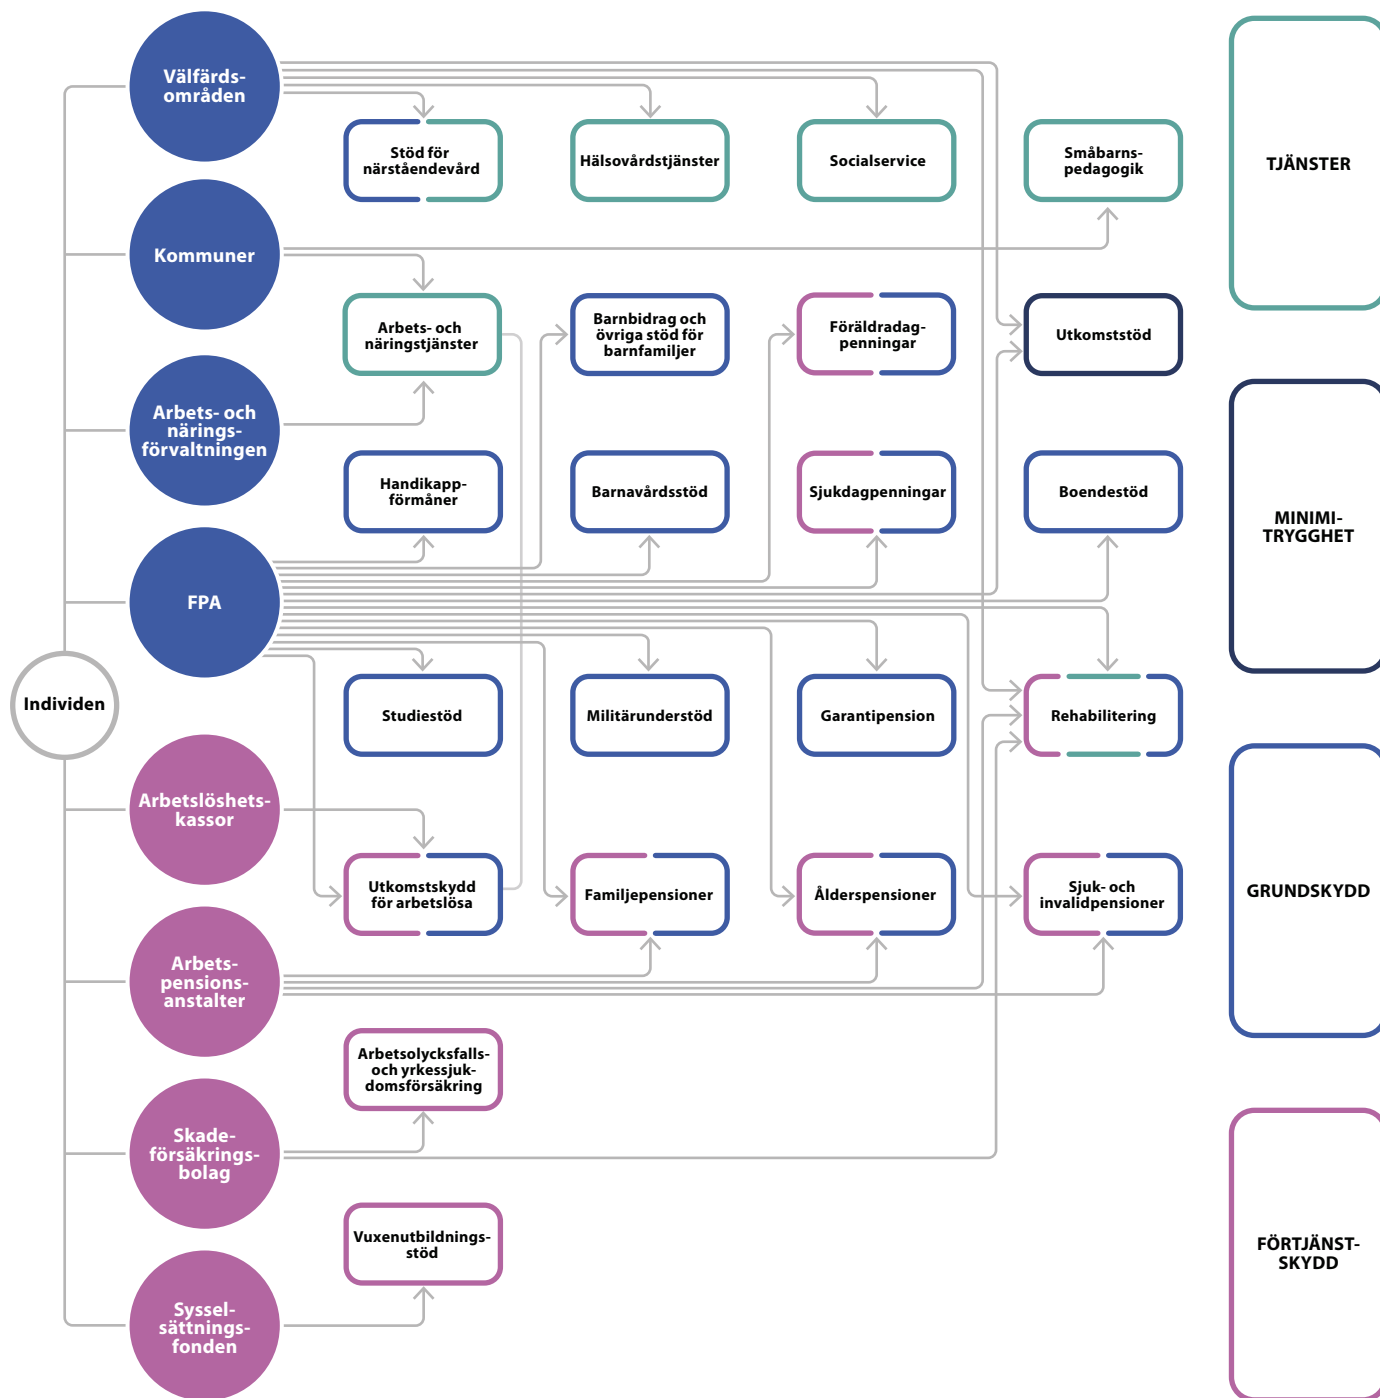 Välfärds-
områden
Stöd för
närståendevård
Hälsovårdstjänster
Socialservice
Småbarns-
pedagogik
TJÄNSTER
Kommuner
Arbets- och
näringstjänster
Barnbidrag och
övriga stöd för
barnfamiljer
Föräldradag-
penningar
Utkomststöd
Arbets- och
närings-
förvaltningen
Handikapp-
förmåner
Barnavårdsstöd
Sjukdagpenningar
Boendestöd
MINIMI-
TRYGGHET
FPA
Individen
Studiestöd
Militärunderstöd
Garantipension
Rehabilitering
Arbetslöshets-
kassor
Utkomstskydd
för arbetslösa
Familjepensioner
Ålderspensioner
Sjuk- och
invalidpensioner
GRUNDSKYDD
Arbets-
pensions-
anstalter
Arbetsolycksfalls-
och yrkessjuk-
domsförsäkring
Skade-
försäkrings-
bolag
Vuxenutbildnings-
stöd
FÖRTJÄNST-
SKYDD
Syssel-
sättnings-
fonden